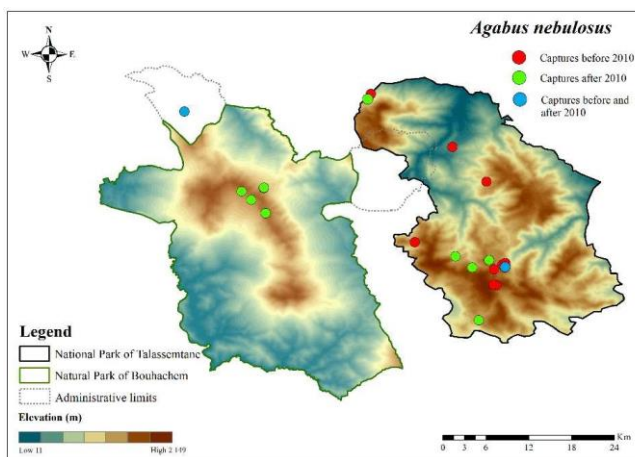 Agabus nebulosus
N
W E
S
Captures before 2010
Captures after 2010
Captures before and
after 2010
Legend
National Park of Talassemtane
Natural Park of Bouhachem
Administrative limits
Elevation (m)
Low 11 High 2 149
Km
0 3 6 12 18 24